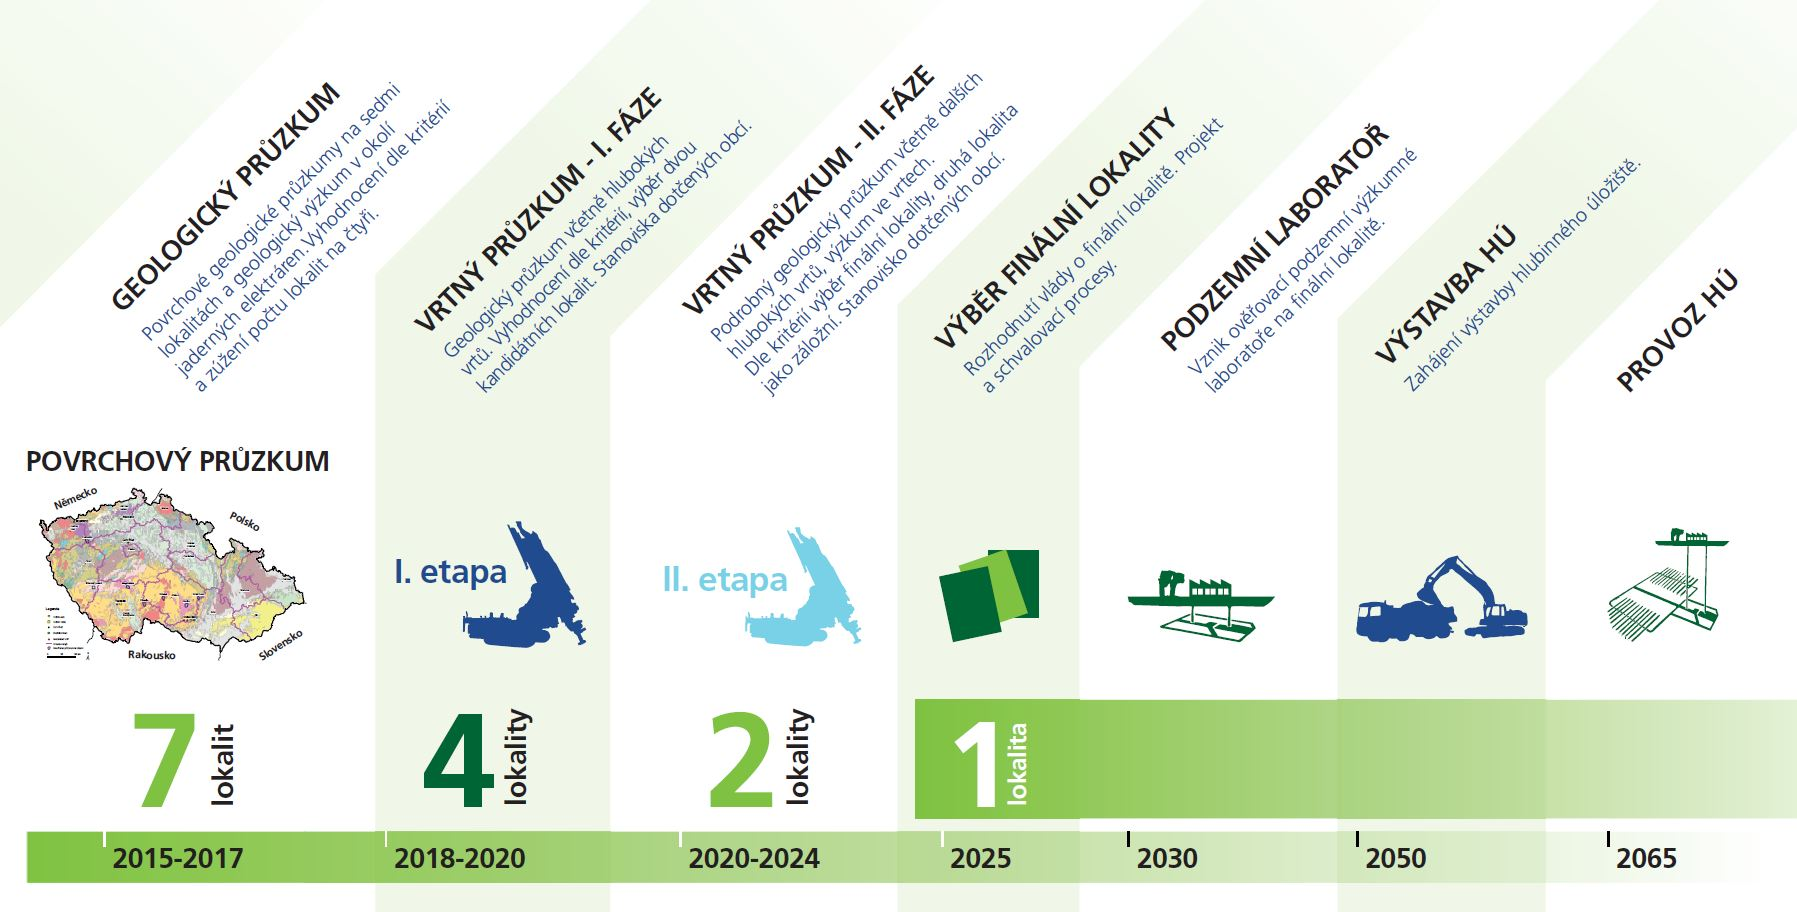 GEOLOGICKÝ PRŮZKUM
Povrchové geologické průzkumy na sedmi
lokalitách a geologický výzkum v okolí
jaderných elektráren. Vyhodnocení dle kritérií
a zúžení počtu lokalit na čtyři.
VRTNÝ PRŮZKUM - I. FÁZE
Geologický průzkum včetně hlubokých
vrtů. Vyhodnocení dle kritérií, výběr dvou
kandidátních lokalit. Stanoviska dotčených obcí.
VRTNÝ PRŮZKUM - II. FÁZE
Podrobný geologický průzkum včetně dalších
hlubokých vrtů, výzkum ve vrtech.
Dle kritérií výběr finální lokality, druhá lokalita
jako záložní. Stanovisko dotčených obcí.
VÝBĚR FINÁLNÍ LOKALITY
Rozhodnutí vlády o finální lokalitě. Projekt
a schvalovací procesy.
PODZEMNÍ LABORATOŘ
Vznik ověřovací podzemní výzkumné
laboratoře na finální lokalitě.
VÝSTAVBA HÚ
Zahájení výstavby hlubinného úložiště.
PROVOZ HÚ
POVRCHOVÝ PRŮZKUM
Německo
Polsko
Rakousko
Slovensko
I. etapa
II. etapa
7 lokalit
4 lokality
2 lokality
1 lokalita
2015-2017
2018-2020
2020-2024
2025
2030
2050
2065